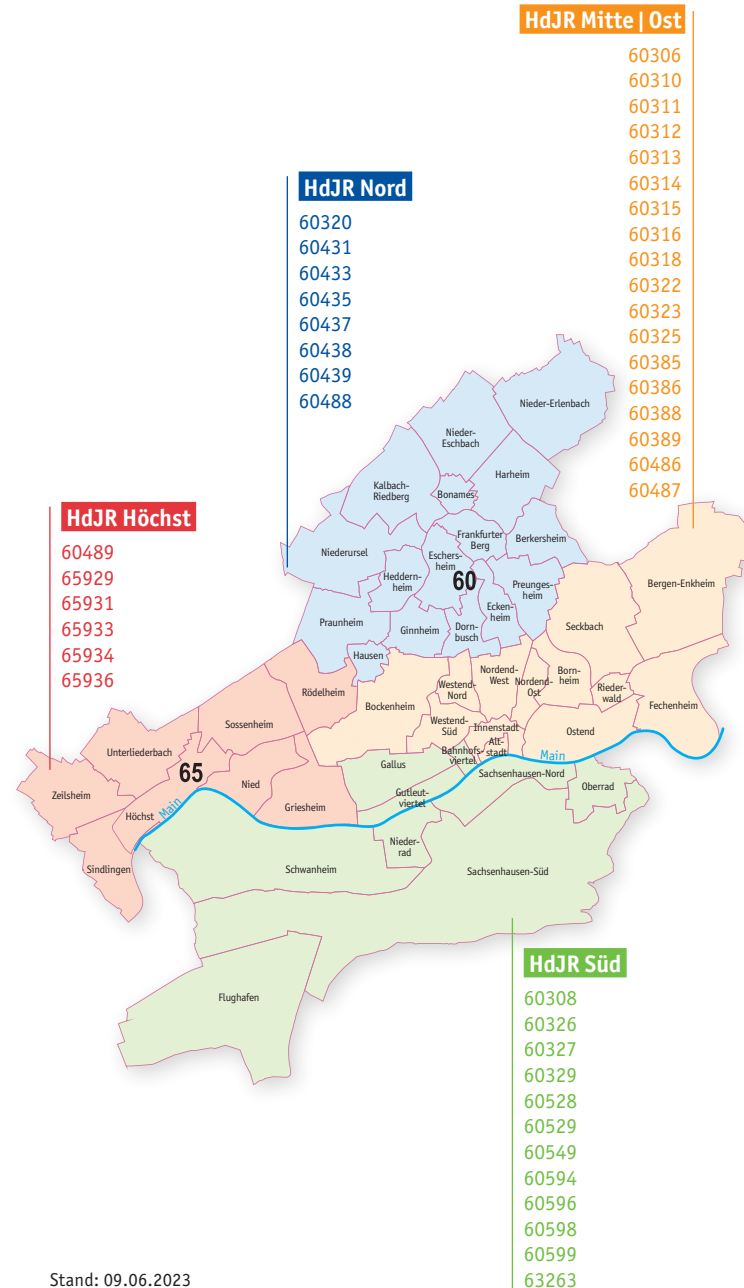 HdJR Mitte | Ost
60306
60310
60311
60312
60313
60314
60315
60316
60318
60322
60323
60325
60385
60386
60388
60389
60486
60487
HdJR Nord
60320
60431
60433
60435
60437
60438
60439
60488
HdJR Höchst
60489
65929
65931
65933
65934
65936
Nieder-Erlenbach
Nieder-
Eschbach
Harheim
Kalbach-
Riedberg
Bonames
Frankfurter
Berg
Berkersheim
Niederursel
Eschers-
heim
60
Heddern-
heim
Preunges-
heim
Bergen-Enkheim
Ecken-
heim
Praunheim
Ginnheim
Dorn-
busch
Seckbach
Hausen
Rödelheim
Westend-
Nord
Nordend-
West
Nordend-
Ost
Born-
heim
Rieder-
wald
Fechenheim
Bockenheim
Sossenheim
Westend-
Süd
Innenstadt
Ostend
Alt-
stadt
Bahnhofs-
viertel
Main
Unterliederbach
Gallus
Sachsenhausen-Nord
65
Zeilsheim
Nied
Gutleut-
viertel
Oberrad
Höchst
Main
Griesheim
Nieder-
rad
Sindlingen
Schwanheim
Sachsenhausen-Süd
Flughafen
HdJR Süd
60308
60326
60327
60329
60528
60529
60549
60594
60596
60598
60599
63263
Stand: 09.06.2023